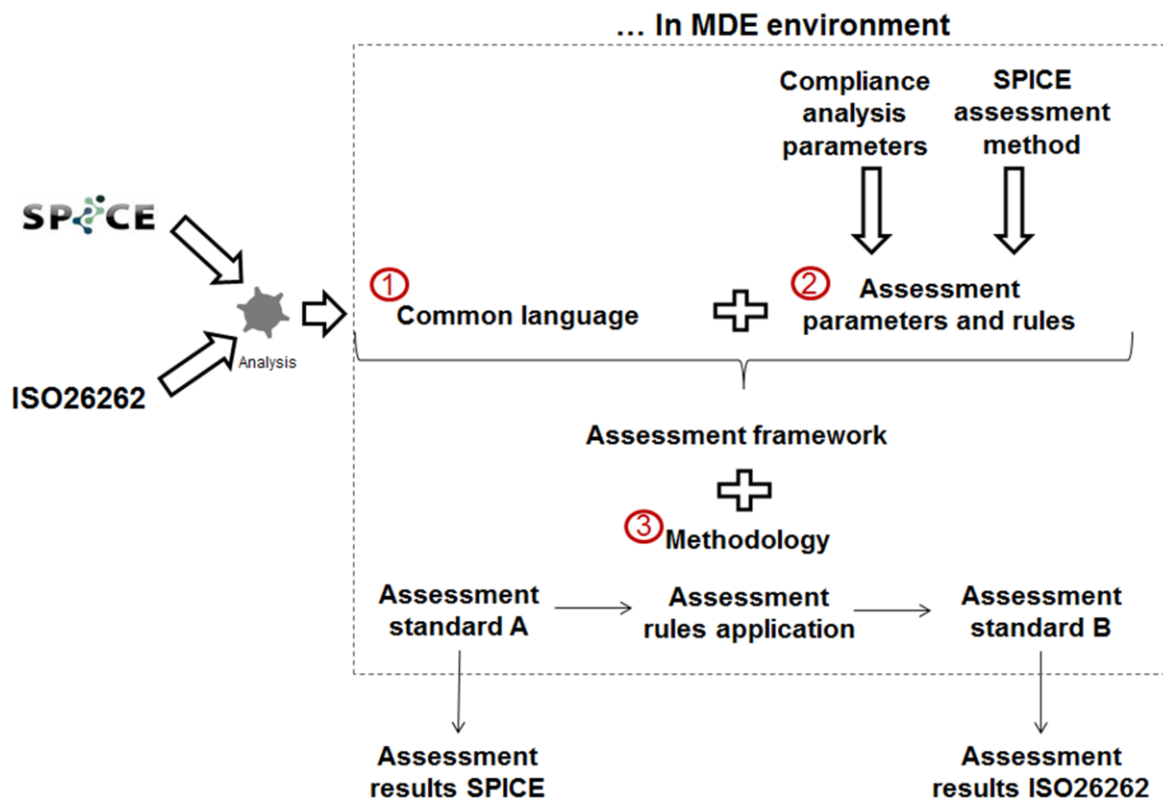 ... In MDE environment
Compliance
analysis
parameters
SPICE
assessment
method
SPICE
ISO26262
Analysis
1
Common language
2
Assessment
parameters and rules
Assessment framework
3
Methodology
Assessment
standard A
Assessment
rules application
Assessment
standard B
Assessment
results SPICE
Assessment
results ISO26262